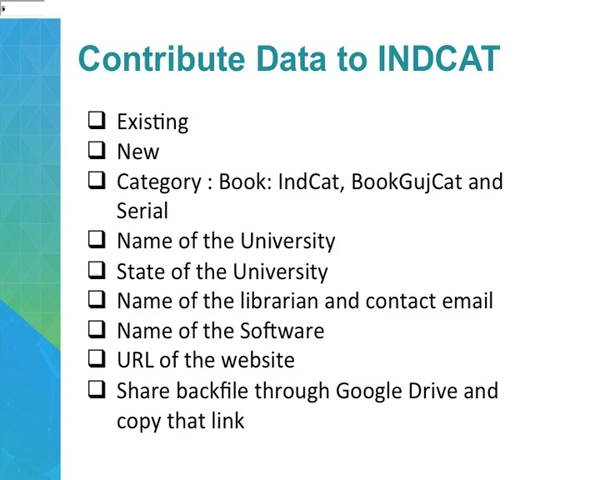 Contribute Data to INDCAT
❑ Existing
❑ New
❑ Category : Book: IndCat, BookGujCat and
Serial
❑ Name of the University
❑ State of the University
❑ Name of the librarian and contact email
❑ Name of the Software
❑ URL of the website
❑ Share backfile through Google Drive and
copy that link